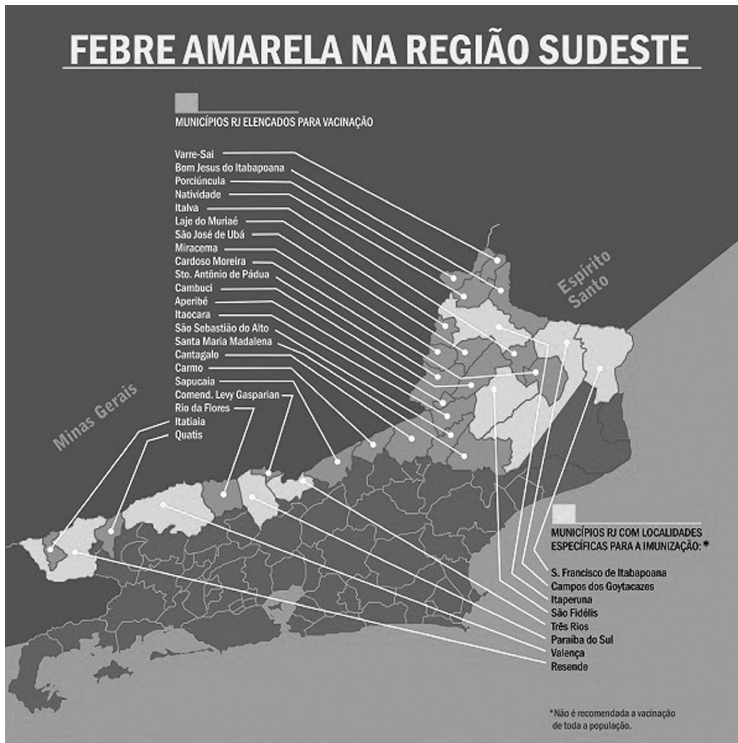 FEBRE AMARELA NA REGIÃO SUDESTE
MUNICÍPIOS RJ ELENCADOS PARA VACINAÇÃO
Varre-Sai
Bom Jesus do Itabapoana
Porciúncula
Natividade
Italva
Laje do Muriaé
São José de Ubá
Miracema
Cardoso Moreira
Sto. Antônio de Pádua
Cambuci
Aperibé
Itaocara
São Sebastião do Alto
Santa Maria Madalena
Cantagalo
Carmo
Sapucaia
Comend. Levy Gasparian
Rio da Flores
Itatiaia
Quatis
Minas Gerais
Espírito
Santo
MUNICÍPIOS RJ COM LOCALIDADES
ESPECÍFICAS PARA A IMUNIZAÇÃO: *
S. Francisco de Itabapoana
Campos dos Goytacazes
Itaperuna
São Fidélis
Três Rios
Paraíba do Sul
Valença
Resende
*Não é recomendada a vacinação
de toda a população.